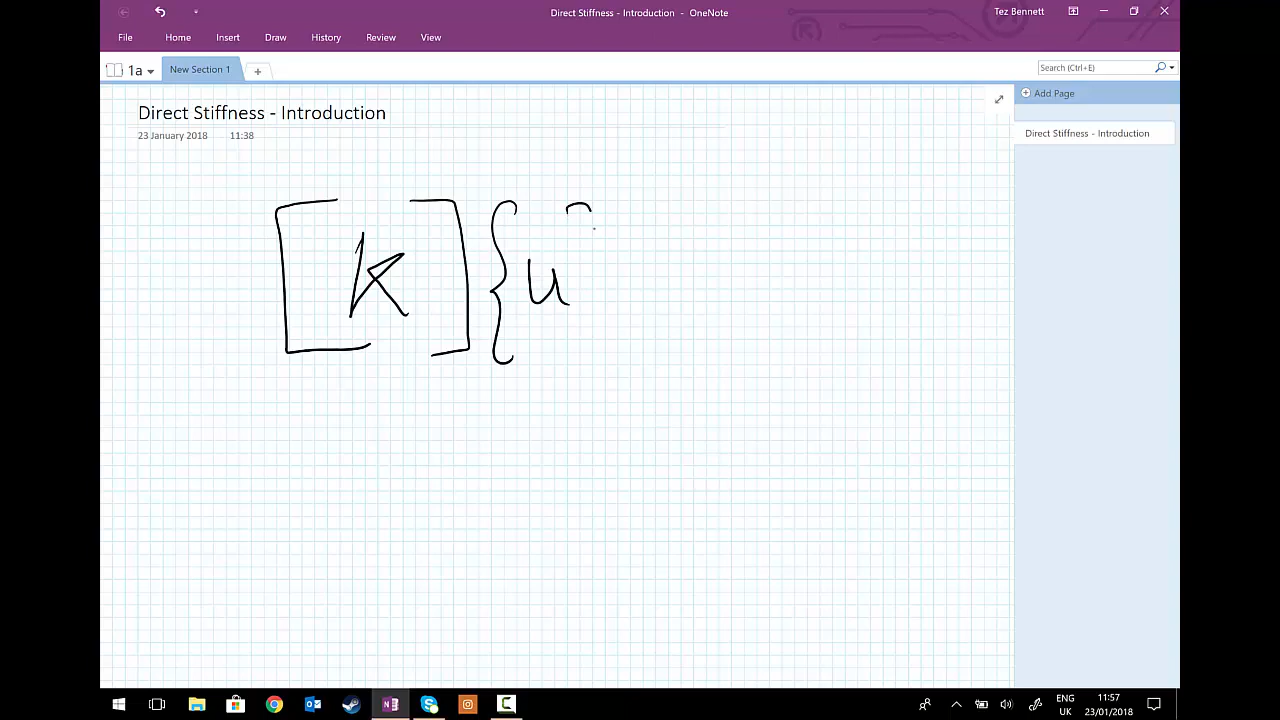 Direct Stiffness - Introduction - OneNote
Tez Bennett
File Home Insert Draw History Review View
1a New Section 1
Search (Ctrl+E)
Add Page
Direct Stiffness - Introduction
Direct Stiffness - Introduction
23 January 2018 11:38
[K]{u
ENG 11:57
UK 23/01/2018